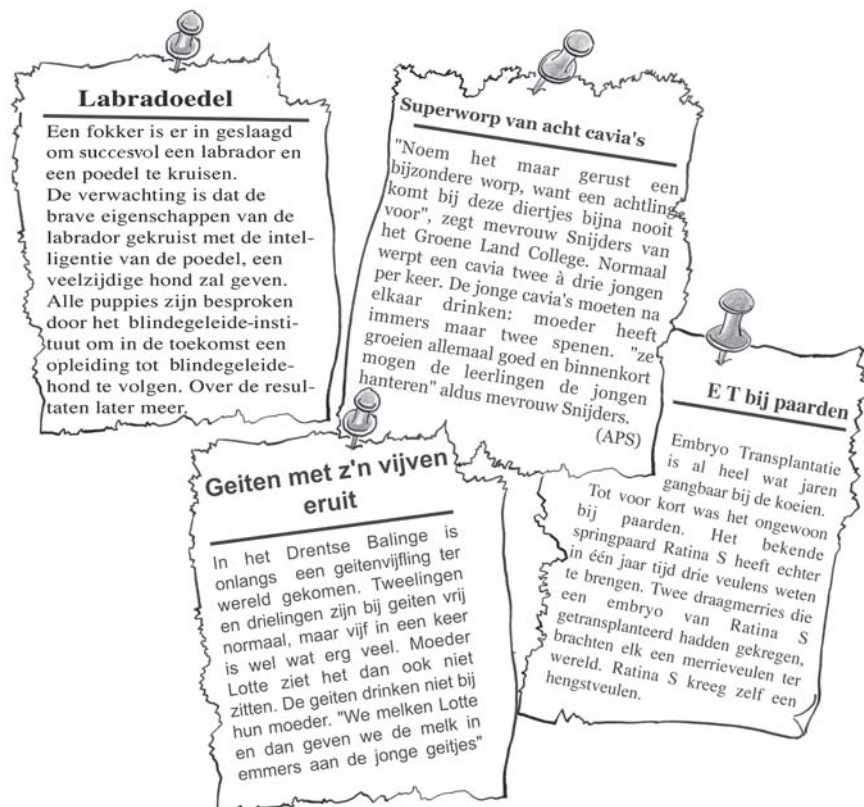 Labradoedel
Een fokker is er in geslaagd
om succesvol een labrador en
een poedel te kruisen.
De verwachting is dat de
brave eigenschappen van de
labrador gekruist met de intel-
ligentie van de poedel, een
veelzijdige hond zal geven.
Alle puppies zijn besproken
door het blindegeleide-insti-
tuut om in de toekomst een
opleiding tot blindegeleide-
hond te volgen. Over de resul-
taten later meer.
Superworp van acht cavia's
"Noem het maar gerust een
bijzondere worp, want een achtling
komt bij deze diertjes bijna nooit
voor", zegt mevrouw Snijders van
het Groene Land College. Normaal
werpt een cavia twee à drie jongen
per keer. De jonge cavia's moeten na
elkaar drinken: moeder heeft
immers maar twee spenen. "ze
groeien allemaal goed en binnenkort
mogen de leerlingen de jongen
hanteren" aldus mevrouw Snijders.
(APS)
Geiten met z'n vijven
eruit
In het Drentse Balinge is
onlangs een geitenvijfling ter
wereld gekomen. Tweelingen
en drielingen zijn bij geiten vrij
normaal, maar vijf in een keer
is wel wat erg veel. Moeder
Lotte ziet het dan ook niet
zitten. De geiten drinken niet bij
hun moeder. "We melken Lotte
en dan geven we de melk in
emmers aan de jonge geitjes"
E T bij paarden
Embryo Transplantatie
is al heel wat jaren
gangbaar bij de koeien.
Tot voor kort was het ongewoon
bij paarden. Het bekende
springpaard Ratina S heeft echter
in één jaar tijd drie veulens weten
te brengen. Twee draagmerries die
een embryo van Ratina S
getransplanteerd hadden gekregen,
brachten elk een merrieveulen ter
wereld. Ratina S kreeg zelf een
hengstveulen.